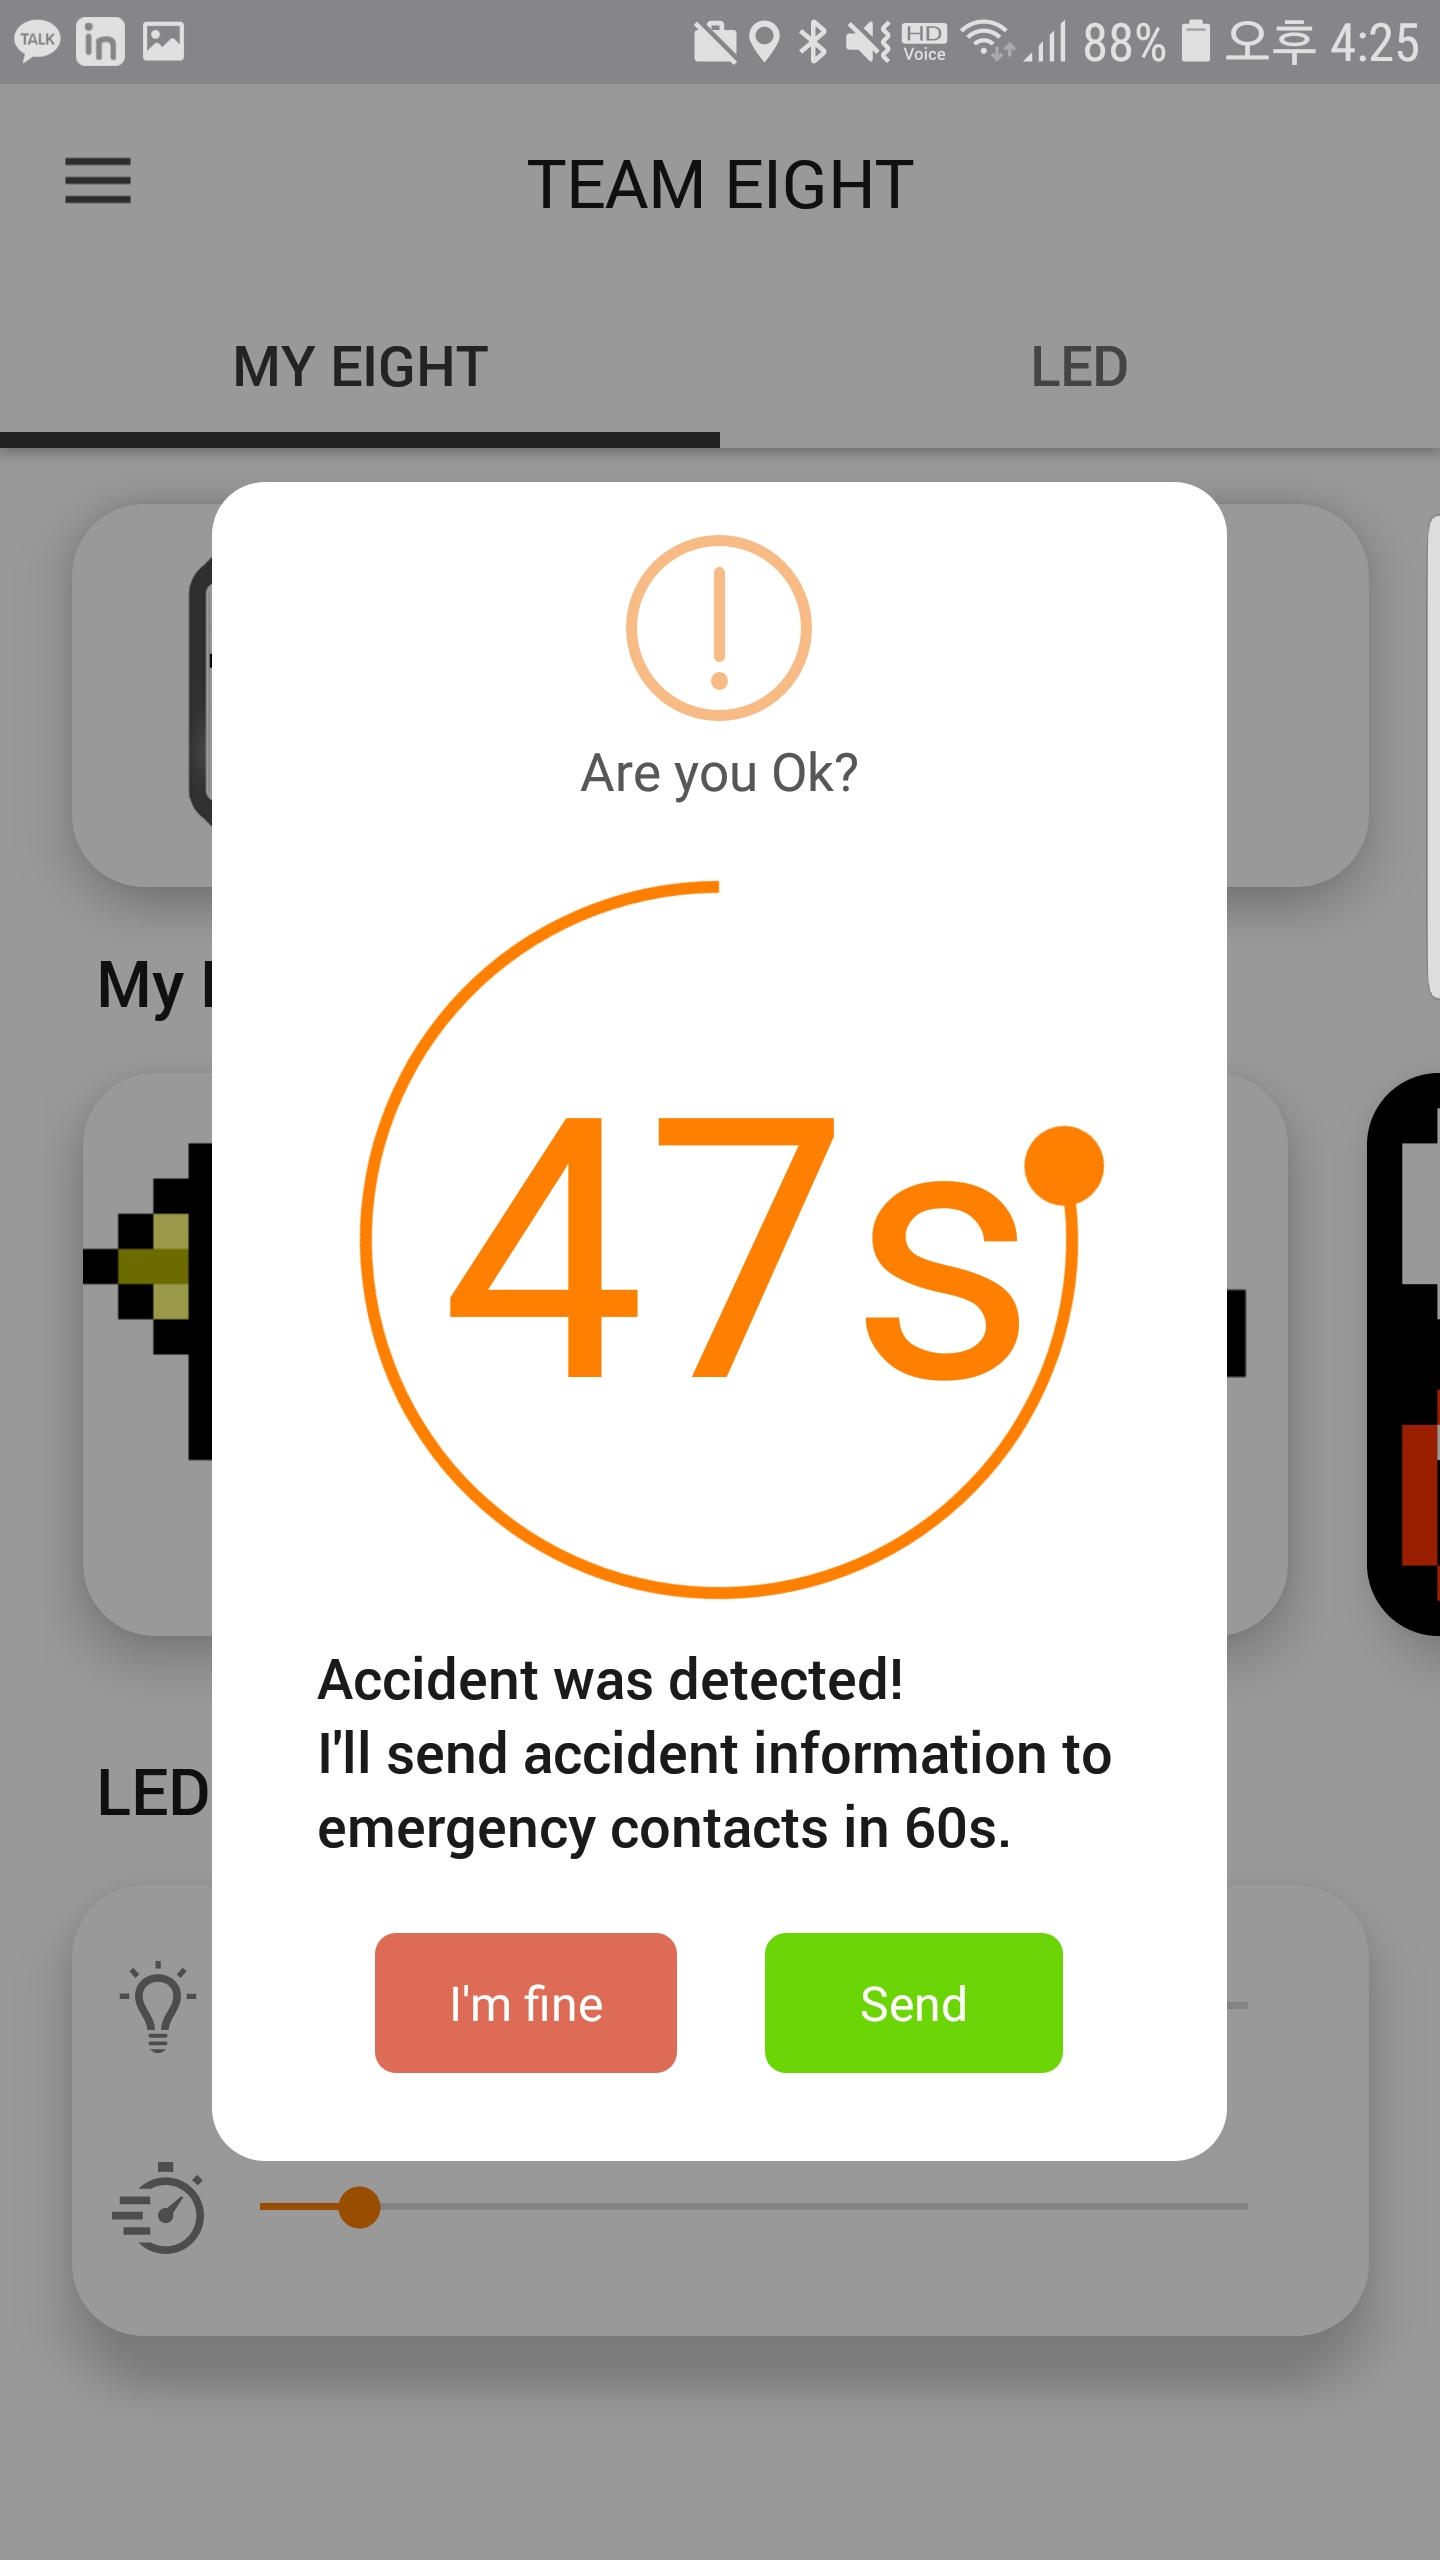 TALK
in
HD
Voice
88%
오후 4:25
TEAM EIGHT
MY EIGHT
LED
Are you Ok?
My
47s
Accident was detected!
I'll send accident information to
emergency contacts in 60s.
LED
I'm fine
Send